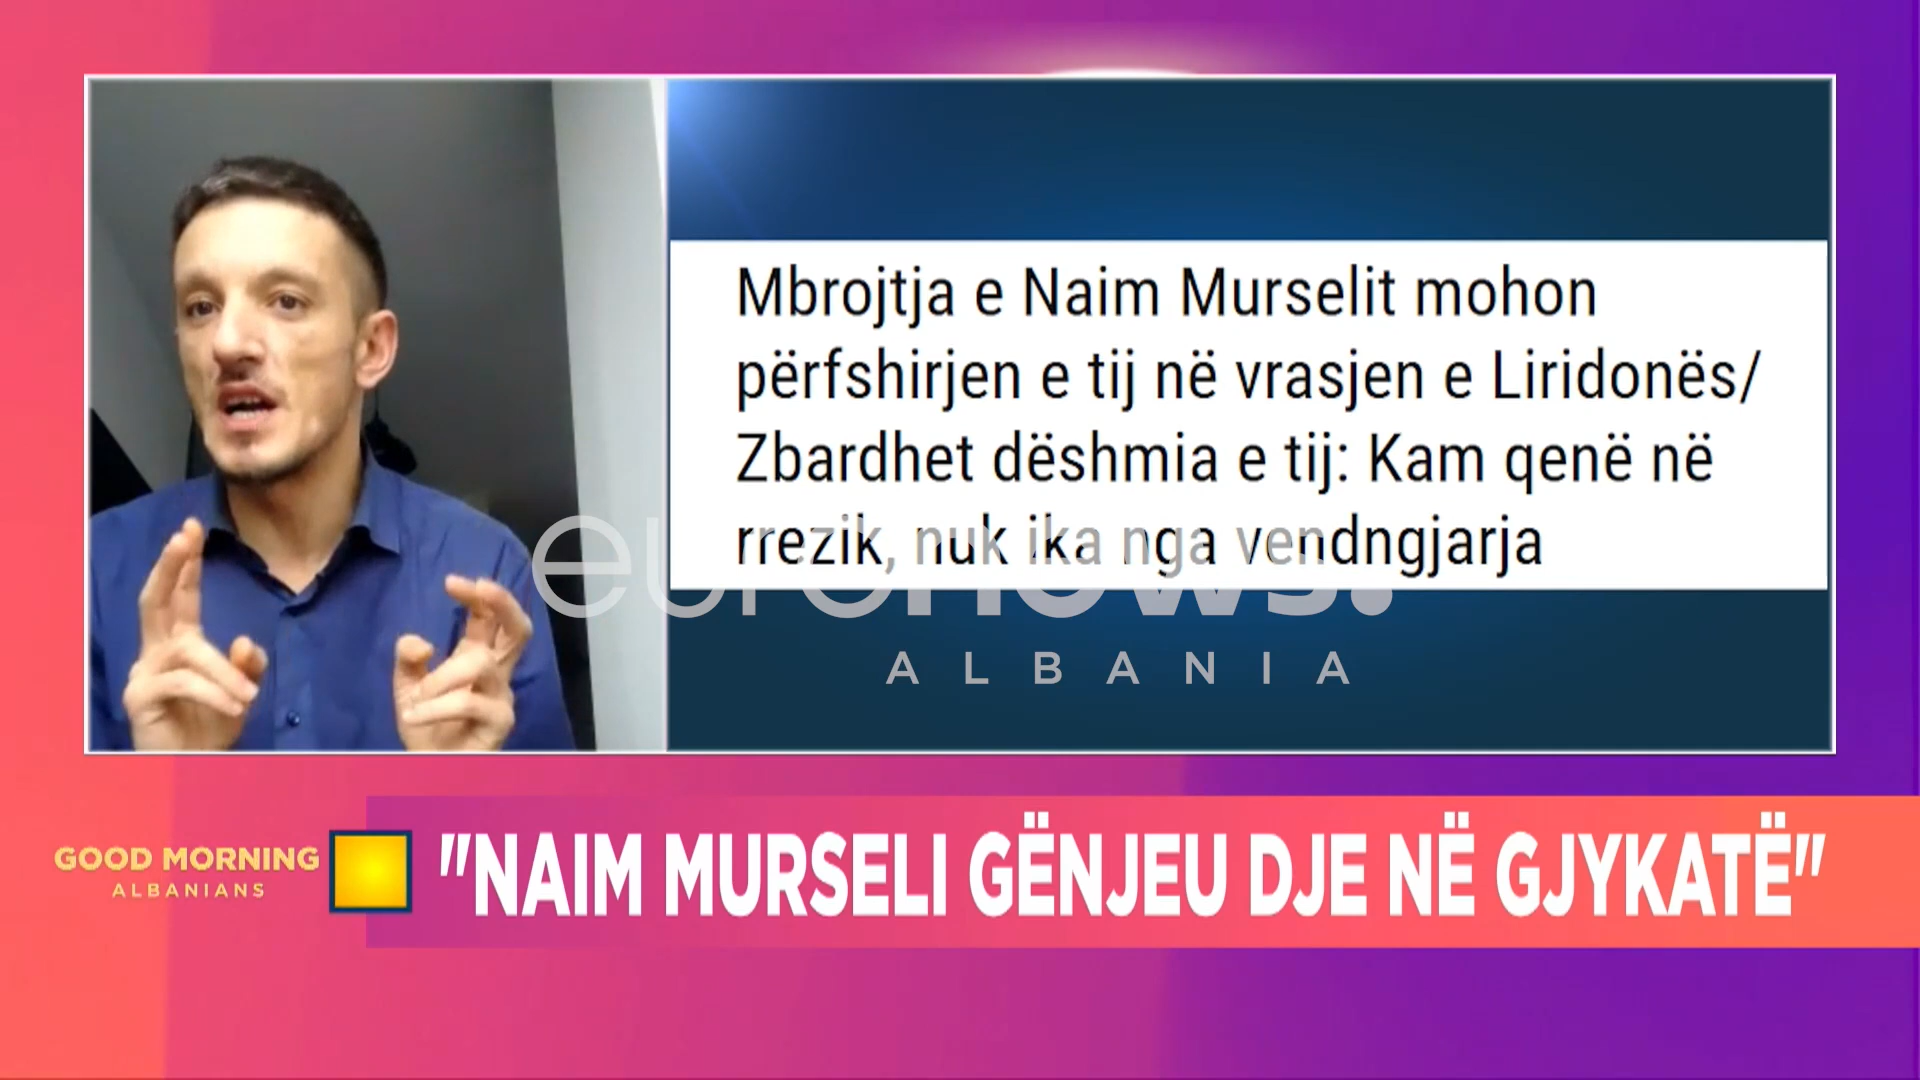 Mbrojtja e Naim Murselit mohon
përfshirjen e tij në vrasjen e Liridonës/
Zbardhet dëshmia e tij: Kam qenë në
rrezik, nuk ika nga vendngjarja
euronews.
ALBANIA
GOOD MORNING
ALBANIANS
"NAIM MURSELI GËNJEU DJE NË GJYKATË"